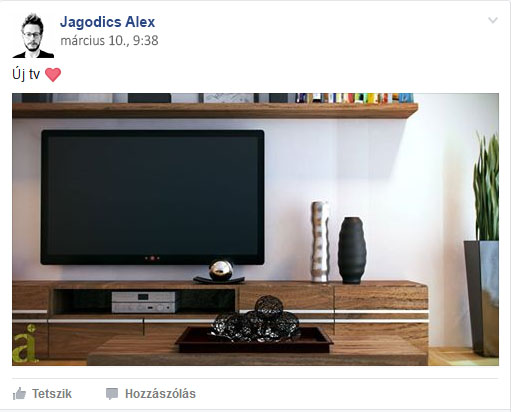 Jagodics Alex
március 10., 9:38
Új tv ❤
Tetszik
Hozzászólás